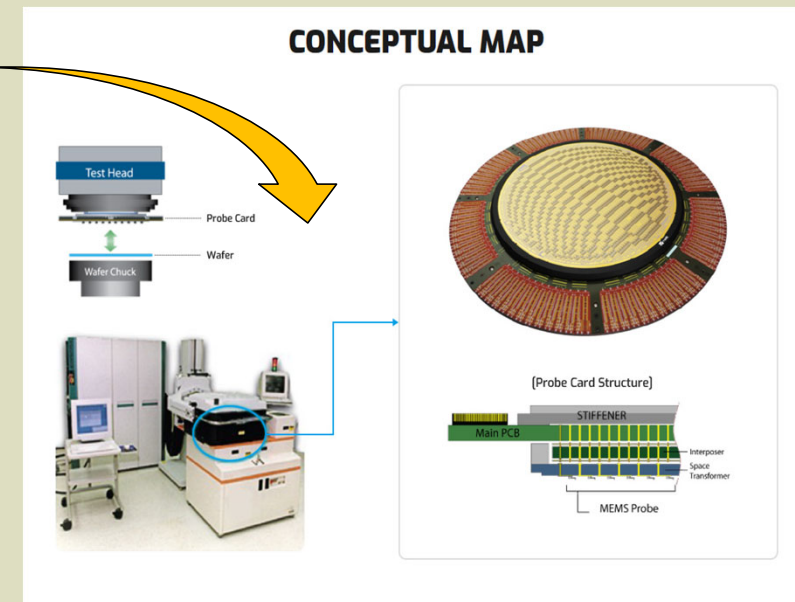 CONCEPTUAL MAP
Test Head
Probe Card
Wafer
Wafer Chuck
[Probe Card Structure]
STIFFENER
Main PCB
Interposer
Space
Transformer
MEMS Probe